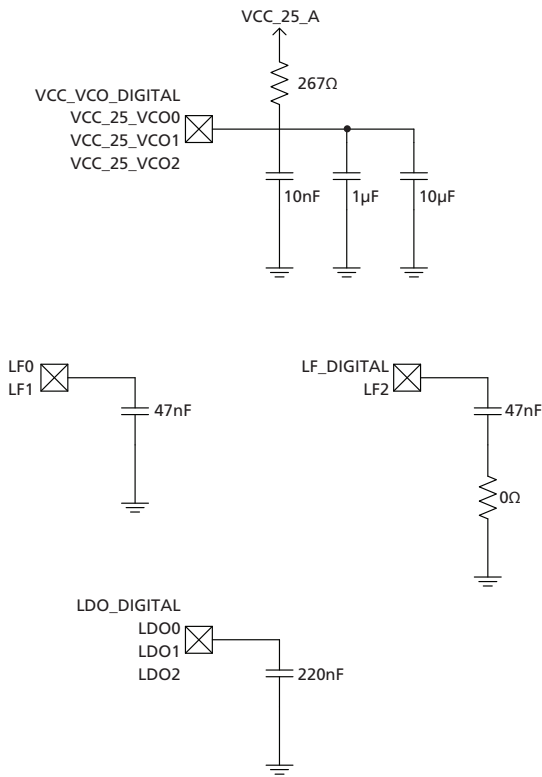 VCC_25_A
267Ω
VCC_VCO_DIGITAL
VCC_25_VCO0
VCC_25_VCO1
VCC_25_VCO2
10nF
1µF
10µF
LF0
LF1
47nF
LF_DIGITAL
LF2
47nF
0Ω
LDO_DIGITAL
LDO0
LDO1
LDO2
220nF